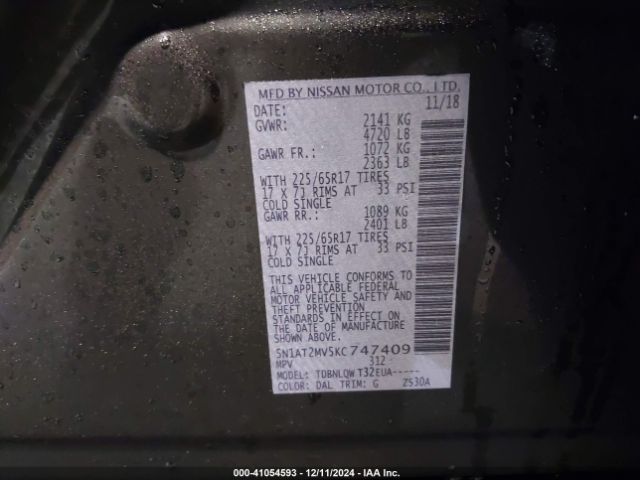 MFD BY NISSAN MOTOR CO., LTD.
DATE: 11/18
GVWR: 2141 KG
4720 LB
GAWR FR.: 1072 KG
2363 LB
WITH 225/65R17 TIRES
17 X 7J RIMS AT 33 PSI
COLD SINGLE
GAWR RR.: 1089 KG
2401 LB
WITH 225/65R17 TIRES
17 X 7J RIMS AT 33 PSI
COLD SINGLE
THIS VEHICLE CONFORMS TO
ALL APPLICABLE FEDERAL
MOTOR VEHICLE SAFETY AND
THEFT PREVENTION
STANDARDS IN EFFECT ON
THE DATE OF MANUFACTURE
SHOWN ABOVE.
5N1AT2MV5KC747409
MPV 312
MODEL: TDBNLQWT32EUA-----
COLOR: DAL TRIM: G Z530A
000-41054593 - 12/11/2024 - IAA Inc.